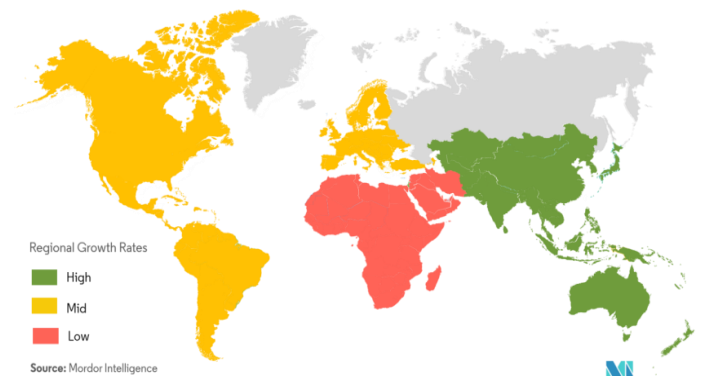 Regional Growth Rates
High
Mid
Low
Source: Mordor Intelligence